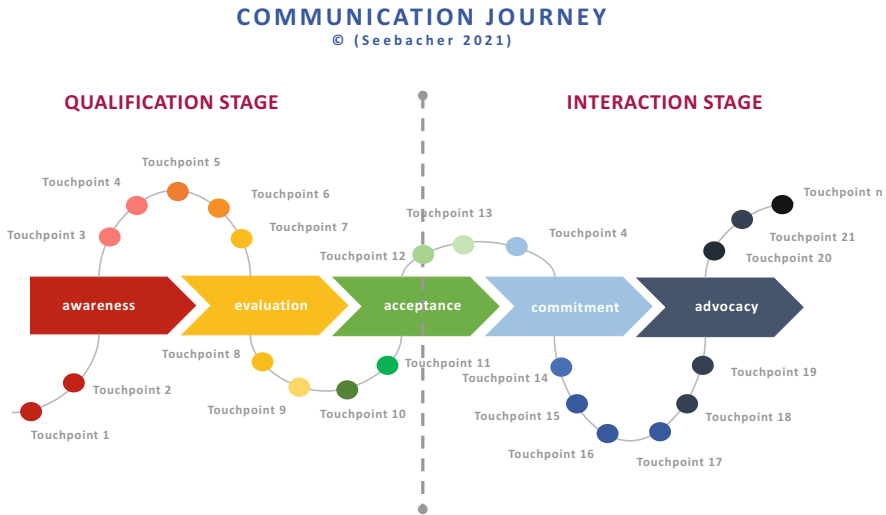 COMMUNICATION JOURNEY
© (Seebacher 2021)
QUALIFICATION STAGE
INTERACTION STAGE
Touchpoint 5
Touchpoint 4
Touchpoint 6
Touchpoint n
Touchpoint 3
Touchpoint 7
Touchpoint 13
Touchpoint 4
Touchpoint 21
Touchpoint 12
Touchpoint 20
awareness
evaluation
acceptance
commitment
advocacy
Touchpoint 8
Touchpoint 11
Touchpoint 2
Touchpoint 14
Touchpoint 19
Touchpoint 9
Touchpoint 10
Touchpoint 15
Touchpoint 18
Touchpoint 1
Touchpoint 16
Touchpoint 17